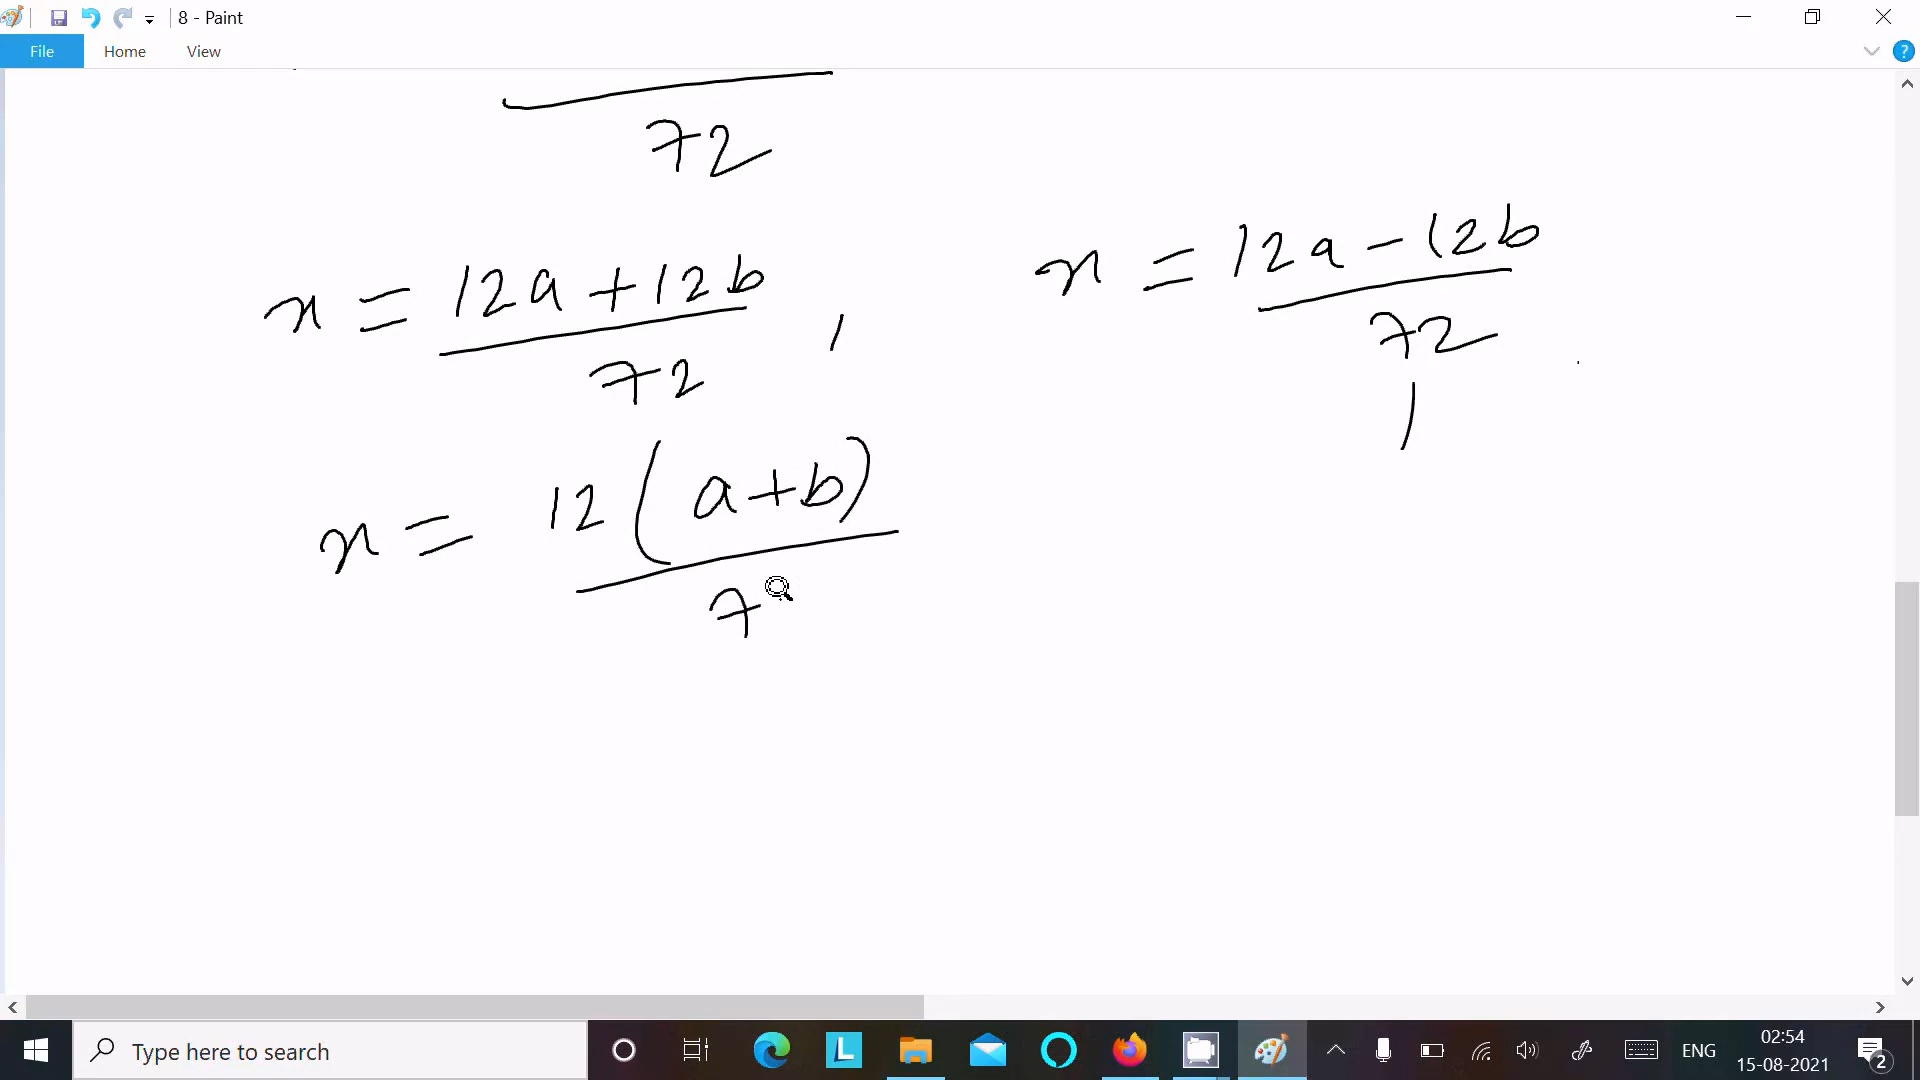 8 - Paint
File Home View
72
x = 12a + 12b / 72 , x = 12a - 12b / 72
x = 12 ( a + b ) / 7
Type here to search
ENG
02:54
15-08-2021
2